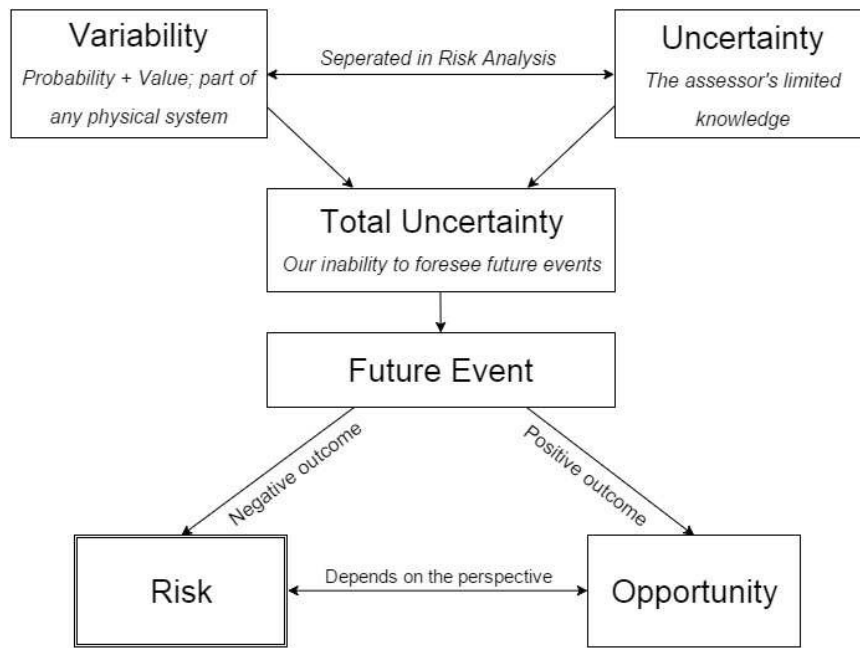 Variability
Probability + Value; part of
any physical system
Seperated in Risk Analysis
Uncertainty
The assessor's limited
knowledge
Total Uncertainty
Our inability to foresee future events
Future Event
Negative outcome
Positive outcome
Risk
Depends on the perspective
Opportunity